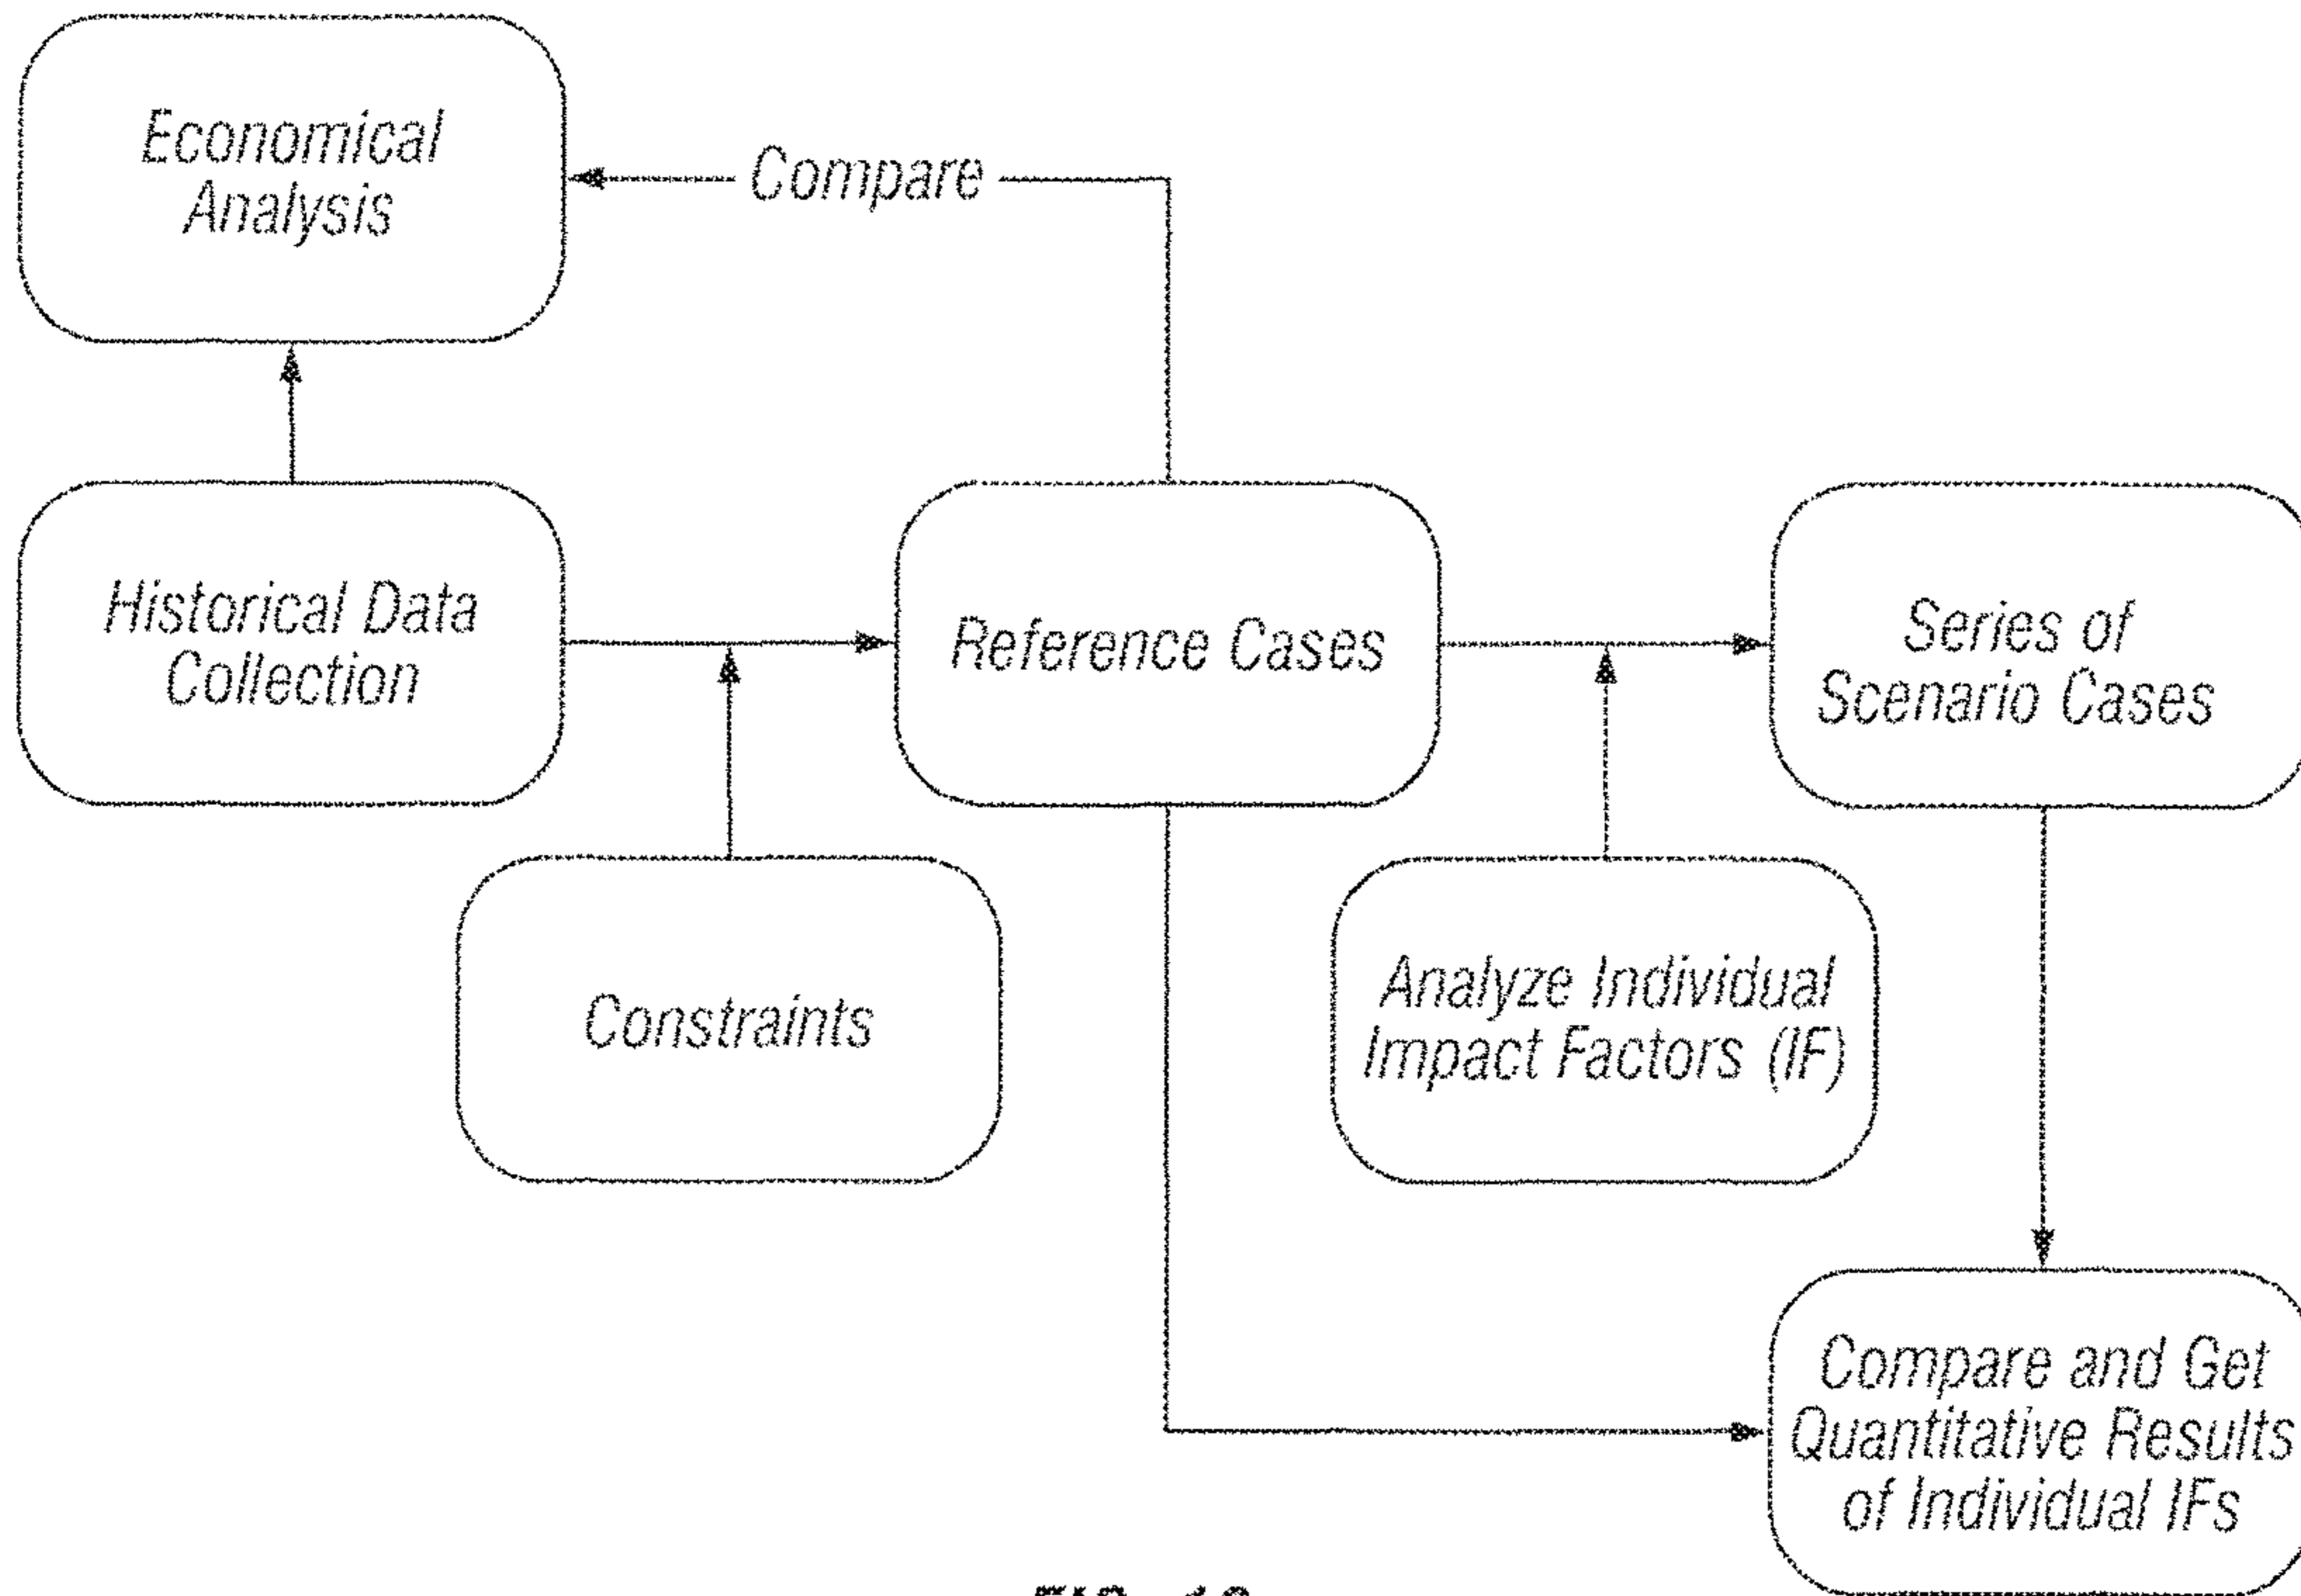 Economical
Analysis
Compare
Historical Data
Collection
Reference Cases
Series of
Scenario Cases
Constraints
Analyze Individual
Impact Factors (IF)
Compare and Get
Quantitative Results
of Individual IFs